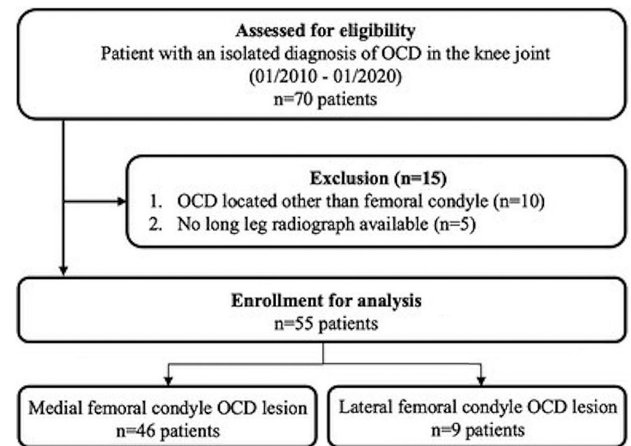 Assessed for eligibility
Patient with an isolated diagnosis of OCD in the knee joint
(01/2010 - 01/2020)
n=70 patients
Exclusion (n=15)
1. OCD located other than femoral condyle (n=10)
2. No long leg radiograph available (n=5)
Enrollment for analysis
n=55 patients
Medial femoral condyle OCD lesion
n=46 patients
Lateral femoral condyle OCD lesion
n=9 patients